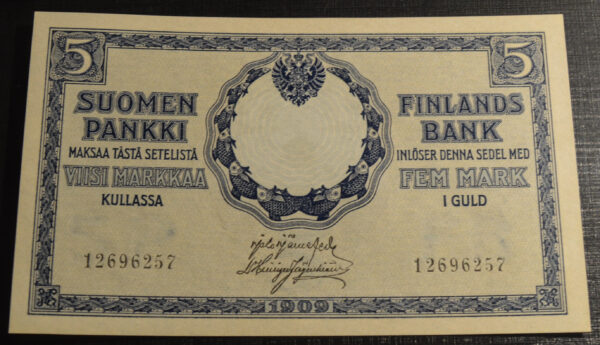 5 5
SUOMEN
PANKKI
MAKSAA TÄSTÄ SETELISTÄ
VIISI MARKKAA
KULLASSA
FINLANDS
BANK
INLÖSER DENNA SEDEL MED
FEM MARK
I GULD
12696257
12696257
1909